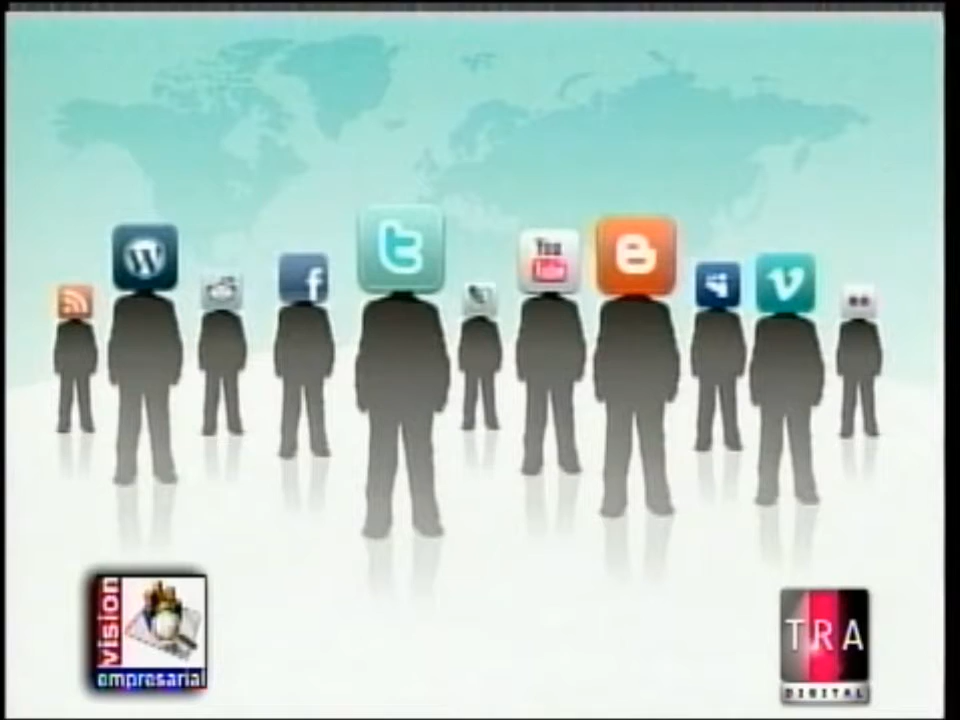 W
f
t
You
Tube
B
v
vision
empresarial
TRA
DIGITAL